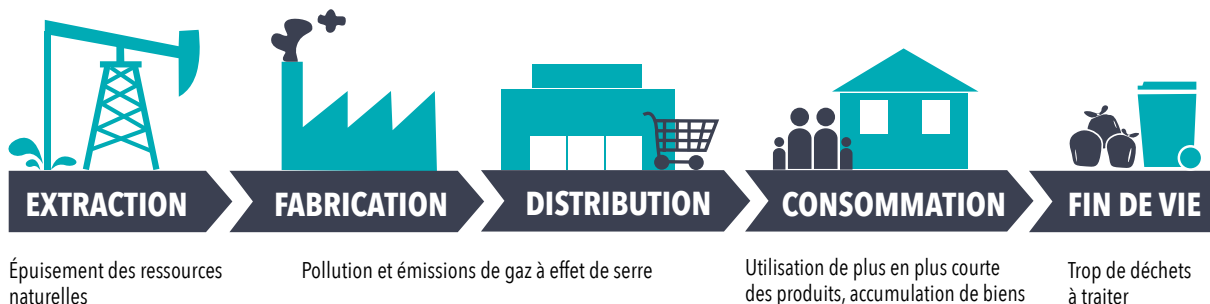 EXTRACTION
FABRICATION
DISTRIBUTION
CONSOMMATION
FIN DE VIE
Épuisement des ressources
naturelles
Pollution et émissions de gaz à effet de serre
Utilisation de plus en plus courte
des produits, accumulation de biens
Trop de déchets
à traiter